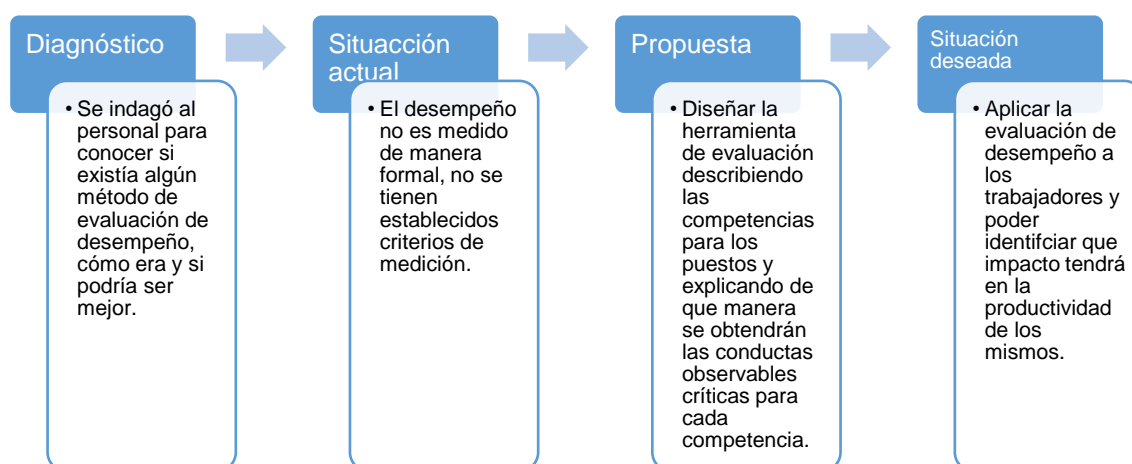 Diagnóstico
• Se indagó al
personal para
conocer si
existía algún
método de
evaluación de
desempeño,
cómo era y si
podría ser
mejor.
Situacción
actual
• El desempeño
no es medido
de manera
formal, no se
tienen
establecidos
criterios de
medición.
Propuesta
• Diseñar la
herramienta
de evaluación
describiendo
las
competencias
para los
puestos y
explicando de
que manera
se obtendrán
las conductas
observables
críticas para
cada
competencia.
Situación
deseada
• Aplicar la
evaluación de
desempeño a
los
trabajadores y
poder
identifciar que
impacto tendrá
en la
productividad
de los
mismos.